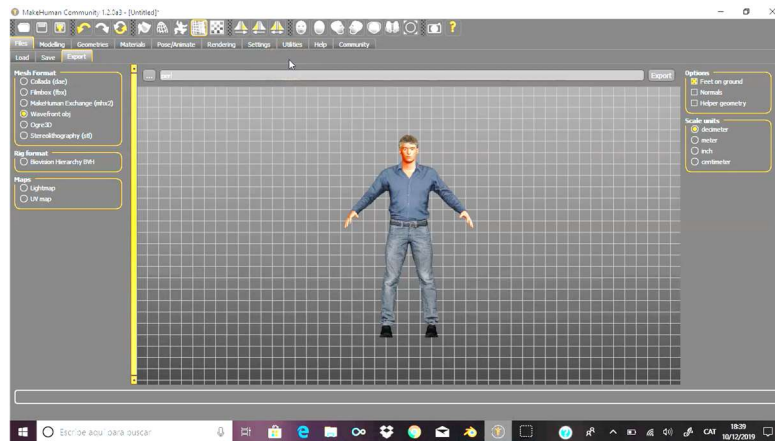 MakeHuman Community 1.2.0a3 - [Untitled]*
Files Modelling Geometries Materials Pose/Animate Rendering Settings Utilities Help Community
Load Save Export
Mesh Format
Collada (dae)
Filmbox (fbx)
MakeHuman Exchange (mhx2)
Wavefront obj
Ogre3D
Stereolithography (stl)
Rig format
Biovision Hierarchy BVH
Maps
Lightmap
UV map
...
Export
Options
Feet on ground
Normals
Helper geometry
Scale units
decimeter
meter
inch
centimeter
Escribe aquí para buscar
CAT
18:39
10/12/2019